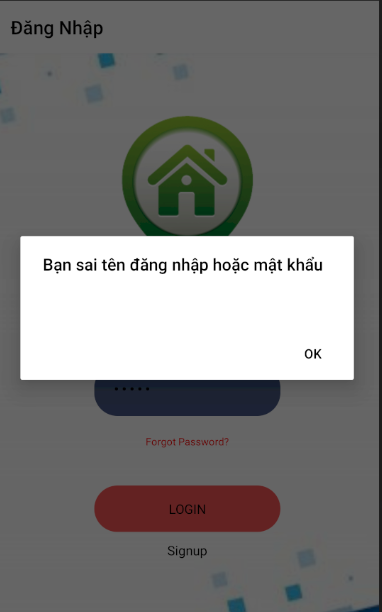 Đăng Nhập
Bạn sai tên đăng nhập hoặc mật khẩu
OK
•••••
Forgot Password?
LOGIN
Signup